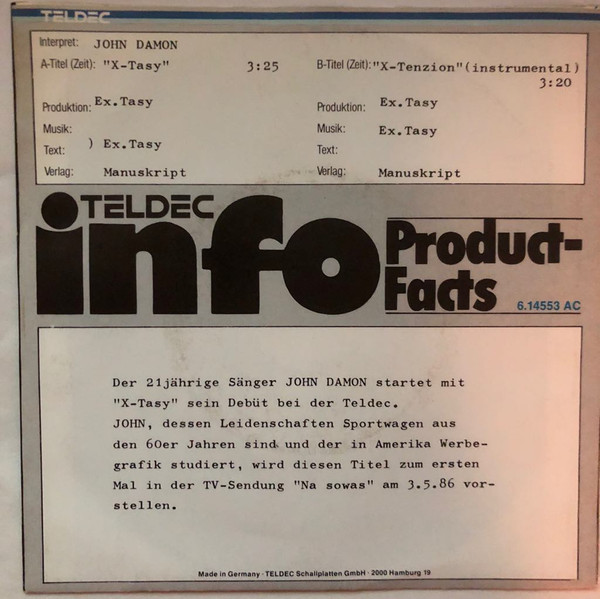 TELDEC
Interpret: JOHN DAMON
A-Titel (Zeit): "X-Tasy" 3:25
Produktion: Ex.Tasy
Musik:
Text: ) Ex.Tasy
Verlag: Manuskript
B-Titel (Zeit): "X-Tenzion"(instrumental)
3:20
Produktion: Ex.Tasy
Musik: Ex.Tasy
Text:
Verlag: Manuskript
TELDEC
info
Product-
Facts
6.14553 AC
Der 21jährige Sänger JOHN DAMON startet mit
"X-Tasy" sein Debüt bei der Teldec.
JOHN, dessen Leidenschaften Sportwagen aus
den 60er Jahren sind und der in Amerika Werbe-
grafik studiert, wird diesen Titel zum ersten
Mal in der TV-Sendung "Na sowas" am 3.5.86 vor-
stellen.
Made in Germany · TELDEC Schallplatten GmbH · 2000 Hamburg 19